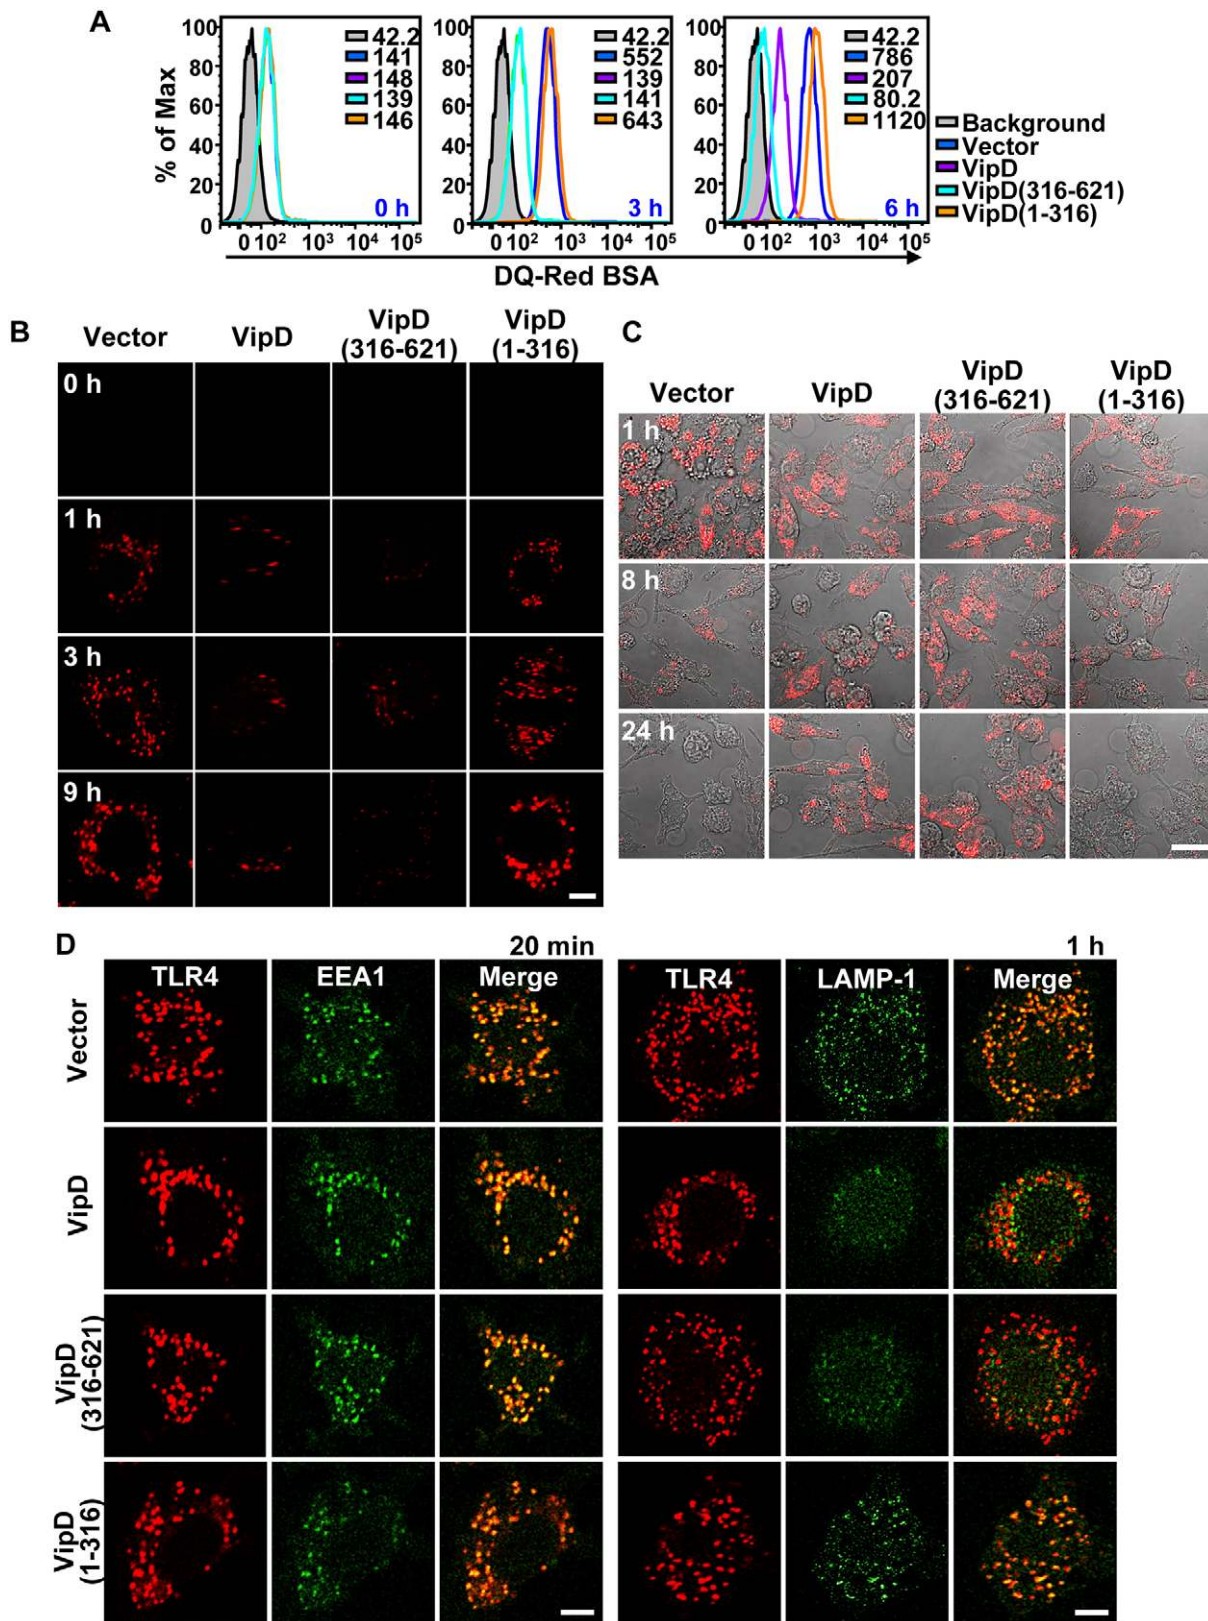 A
% of Max
100
80
60
40
20
0
42.2
141
148
139
146
0 h
0 10² 10³ 10⁴ 10⁵
100
80
60
40
20
0
42.2
552
139
141
643
3 h
0 10² 10³ 10⁴ 10⁵
100
80
60
40
20
0
42.2
786
207
80.2
1120
6 h
0 10² 10³ 10⁴ 10⁵
Background
Vector
VipD
VipD(316-621)
VipD(1-316)
DQ-Red BSA
B
Vector
VipD
VipD
(316-621)
VipD
(1-316)
0 h
1 h
3 h
9 h
C
Vector
VipD
VipD
(316-621)
VipD
(1-316)
1 h
8 h
24 h
D
20 min
1 h
TLR4
EEA1
Merge
TLR4
LAMP-1
Merge
Vector
VipD
VipD
(316-621)
VipD
(1-316)